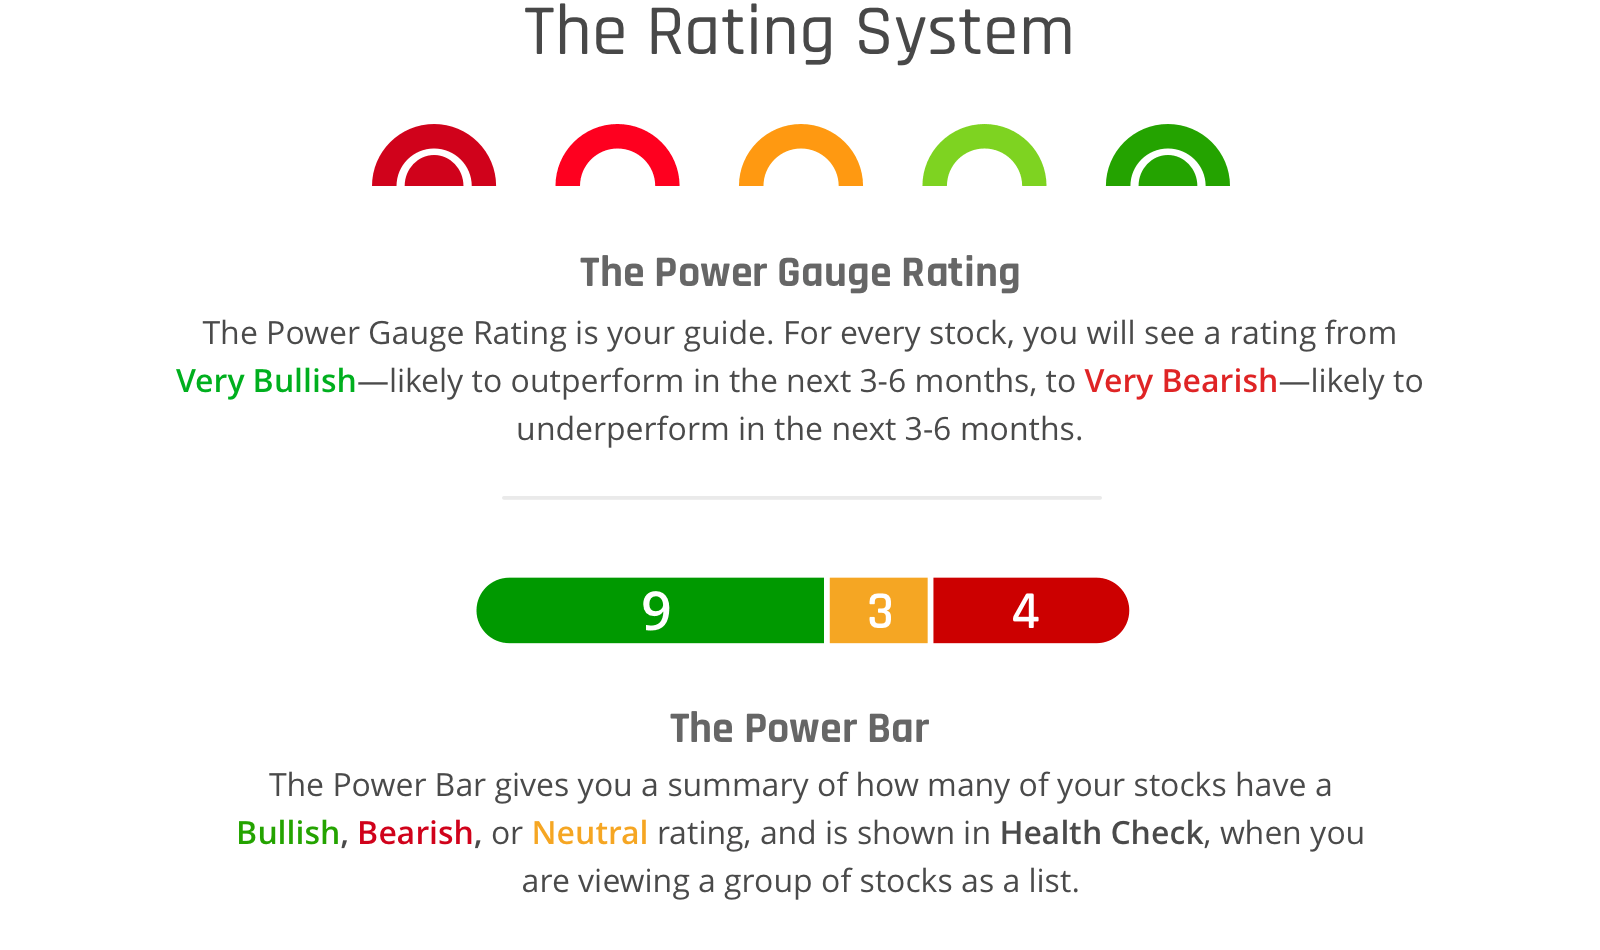 The Rating System
The Power Gauge Rating
The Power Gauge Rating is your guide. For every stock, you will see a rating from
Very Bullish—likely to outperform in the next 3-6 months, to Very Bearish—likely to
underperform in the next 3-6 months.
9 3 4
The Power Bar
The Power Bar gives you a summary of how many of your stocks have a
Bullish, Bearish, or Neutral rating, and is shown in Health Check, when you
are viewing a group of stocks as a list.